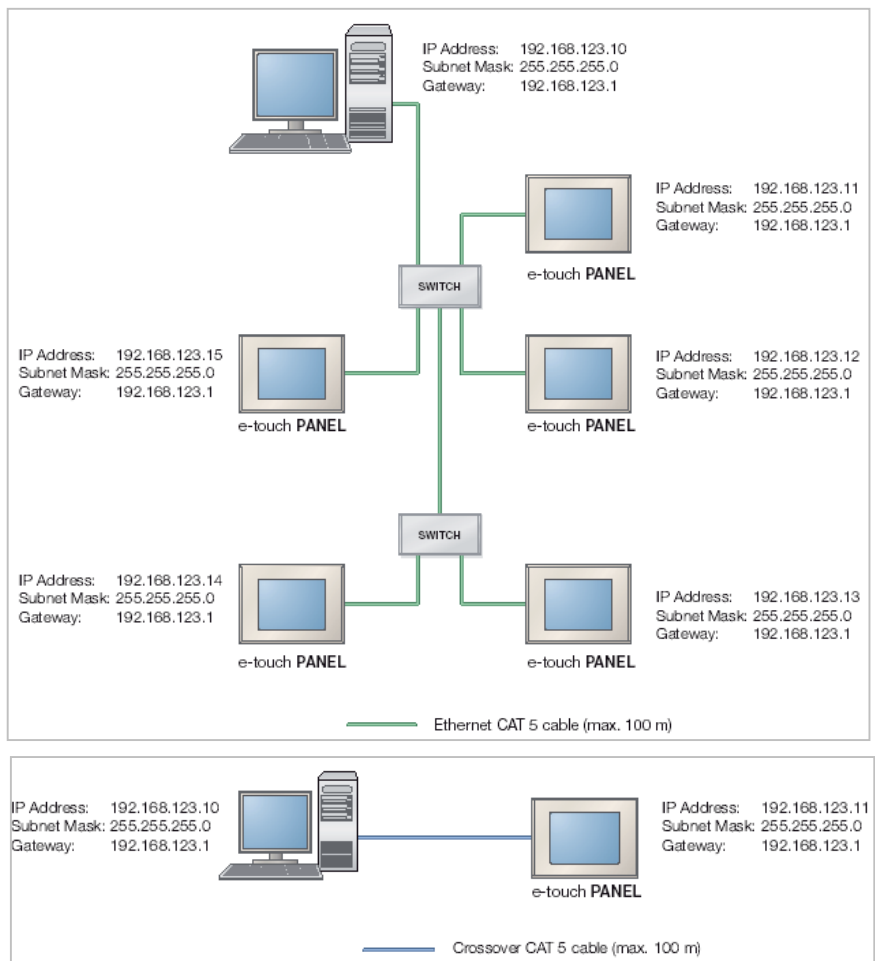 IP Address: 192.168.123.10
Subnet Mask: 255.255.255.0
Gateway: 192.168.123.1
IP Address: 192.168.123.11
Subnet Mask: 255.255.255.0
Gateway: 192.168.123.1
e-touch PANEL
SWITCH
IP Address: 192.168.123.15
Subnet Mask: 255.255.255.0
Gateway: 192.168.123.1
e-touch PANEL
IP Address: 192.168.123.12
Subnet Mask: 255.255.255.0
Gateway: 192.168.123.1
e-touch PANEL
SWITCH
IP Address: 192.168.123.14
Subnet Mask: 255.255.255.0
Gateway: 192.168.123.1
e-touch PANEL
IP Address: 192.168.123.13
Subnet Mask: 255.255.255.0
Gateway: 192.168.123.1
e-touch PANEL
Ethernet CAT 5 cable (max. 100 m)
IP Address: 192.168.123.10
Subnet Mask: 255.255.255.0
Gateway: 192.168.123.1
IP Address: 192.168.123.11
Subnet Mask: 255.255.255.0
Gateway: 192.168.123.1
e-touch PANEL
Crossover CAT 5 cable (max. 100 m)